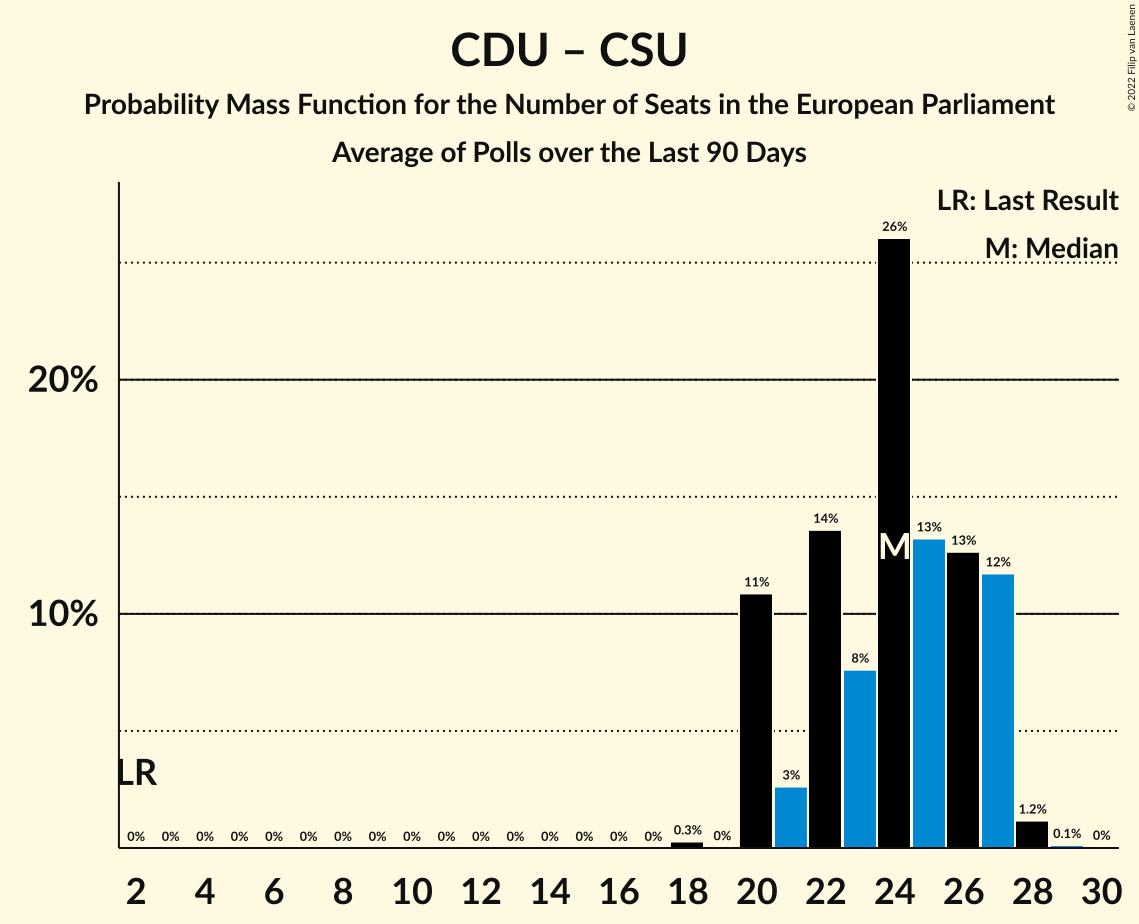 CDU – CSU
Probability Mass Function for the Number of Seats in the European Parliament
Average of Polls over the Last 90 Days
© 2022 Filip van Laenen
LR: Last Result
M: Median
26%
20%
14%
M
13%
13%
12%
11%
10%
8%
3%
LR
1.2%
0% 0% 0% 0% 0% 0% 0% 0% 0% 0% 0% 0% 0% 0% 0% 0% 0.3% 0% 0.1% 0%
2 4 6 8 10 12 14 16 18 20 22 24 26 28 30